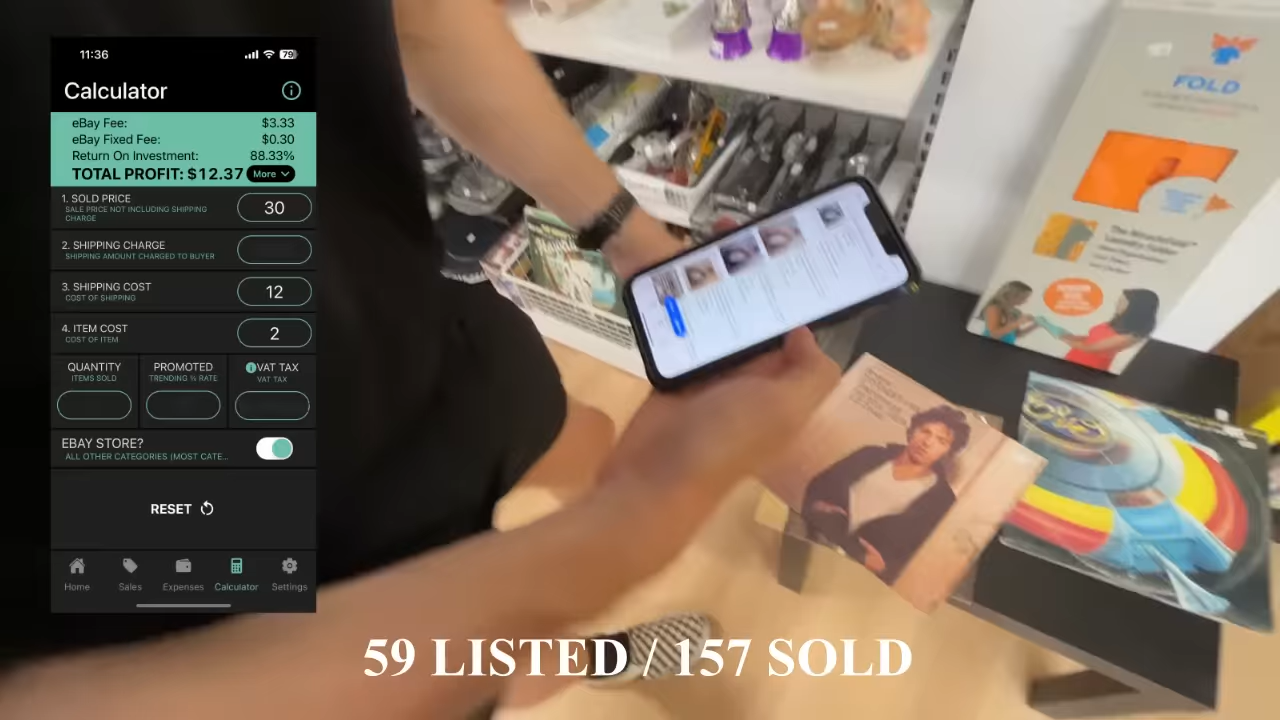 11:36
79
Calculator
eBay Fee: $3.33
eBay Fixed Fee: $0.30
Return On Investment: 88.33%
TOTAL PROFIT: $12.37 More
1. SOLD PRICE 30
SALE PRICE NOT INCLUDING SHIPPING
CHARGE
2. SHIPPING CHARGE
SHIPPING AMOUNT CHARGED TO BUYER
3. SHIPPING COST 12
COST OF SHIPPING
4. ITEM COST 2
COST OF ITEM
QUANTITY PROMOTED VAT TAX
ITEMS SOLD TRENDING % RATE VAT TAX
EBAY STORE?
ALL OTHER CATEGORIES (MOST CATE...
RESET
Home Sales Expenses Calculator Settings
FOLD
59 LISTED / 157 SOLD